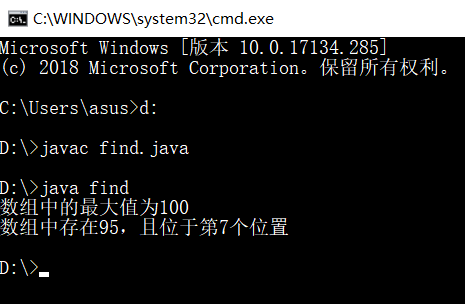 C:\WINDOWS\system32\cmd.exe
Microsoft Windows [版本 10.0.17134.285]
(c) 2018 Microsoft Corporation。保留所有权利。
C:\Users\asus>d:
D:\>javac find.java
D:\>java find
数组中的最大值为100
数组中存在95，且位于第7个位置
D:\>